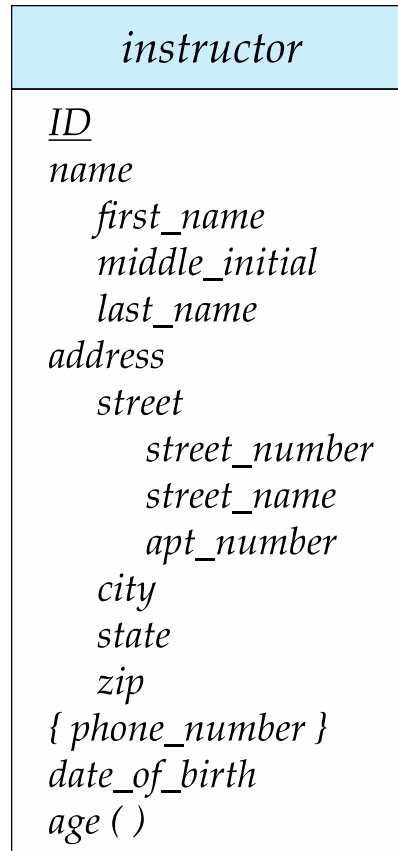 instructor
ID
name
first_name
middle_initial
last_name
address
street
street_number
street_name
apt_number
city
state
zip
{ phone_number }
date_of_birth
age ( )